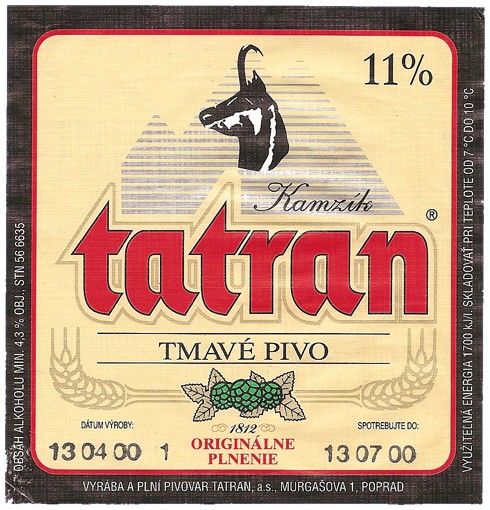 11%
Kamzík
tatran ®
TMAVÉ PIVO
1812
ORIGINÁLNE
PLNENIE
DÁTUM VÝROBY:
13 04 00 1
SPOTREBUJTE DO:
13 07 00
VYRÁBA A PLNÍ PIVOVAR TATRAN, a.s., MURGAŠOVA 1, POPRAD
OBSAH ALKOHOLU MIN. 4,3 % OBJ., STN 56 6635
VYUŽITEĽNÁ ENERGIA 1700 kJ/l. SKLADOVAŤ PRI TEPLOTE OD 7 °C DO 10 °C